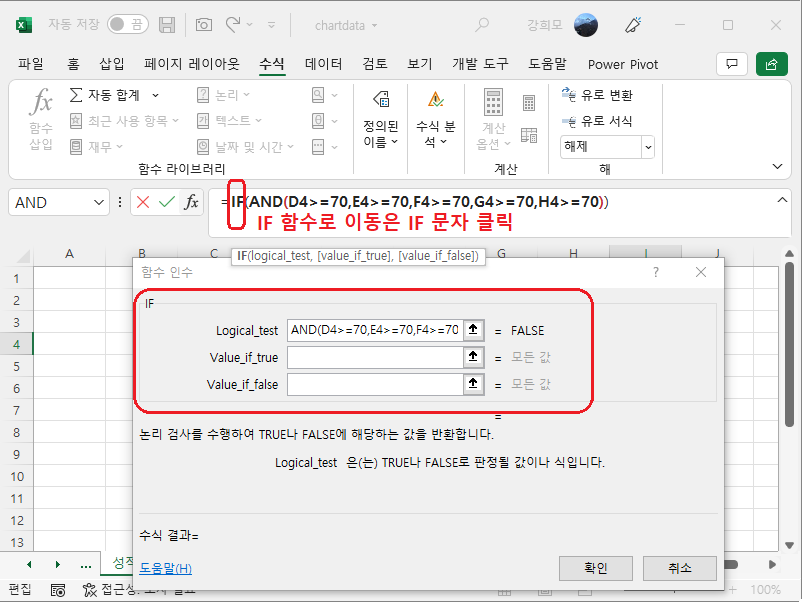 자동 저장 끔 chartdata 강희모
파일 홈 삽입 페이지 레이아웃 수식 데이터 검토 보기 개발 도구 도움말 Power Pivot
fx 함수 삽입
∑ 자동 합계
최근 사용 항목
재무
? 논리
가 텍스트
날짜 및 시간
함수 라이브러리
정의된 이름
수식 분석
계산 옵션
계산
유로 변환
유로 서식
해제
해
AND fx =IF(AND(D4>=70,E4>=70,F4>=70,G4>=70,H4>=70))
IF 함수로 이동은 IF 문자 클릭
IF(logical_test, [value_if_true], [value_if_false])
A B C G H I J
1
2
3
4
5
6
7
8
9
10
11
12
13
함수 인수 ?
IF
Logical_test AND(D4>=70,E4>=70,F4>=70 = FALSE
Value_if_true = 모든 값
Value_if_false = 모든 값
=
논리 검사를 수행하여 TRUE나 FALSE에 해당하는 값을 반환합니다.
Logical_test 은(는) TRUE나 FALSE로 판정될 값이나 식입니다.
수식 결과=
도움말(H) 확인 취소
...
편집 접근성: 100%